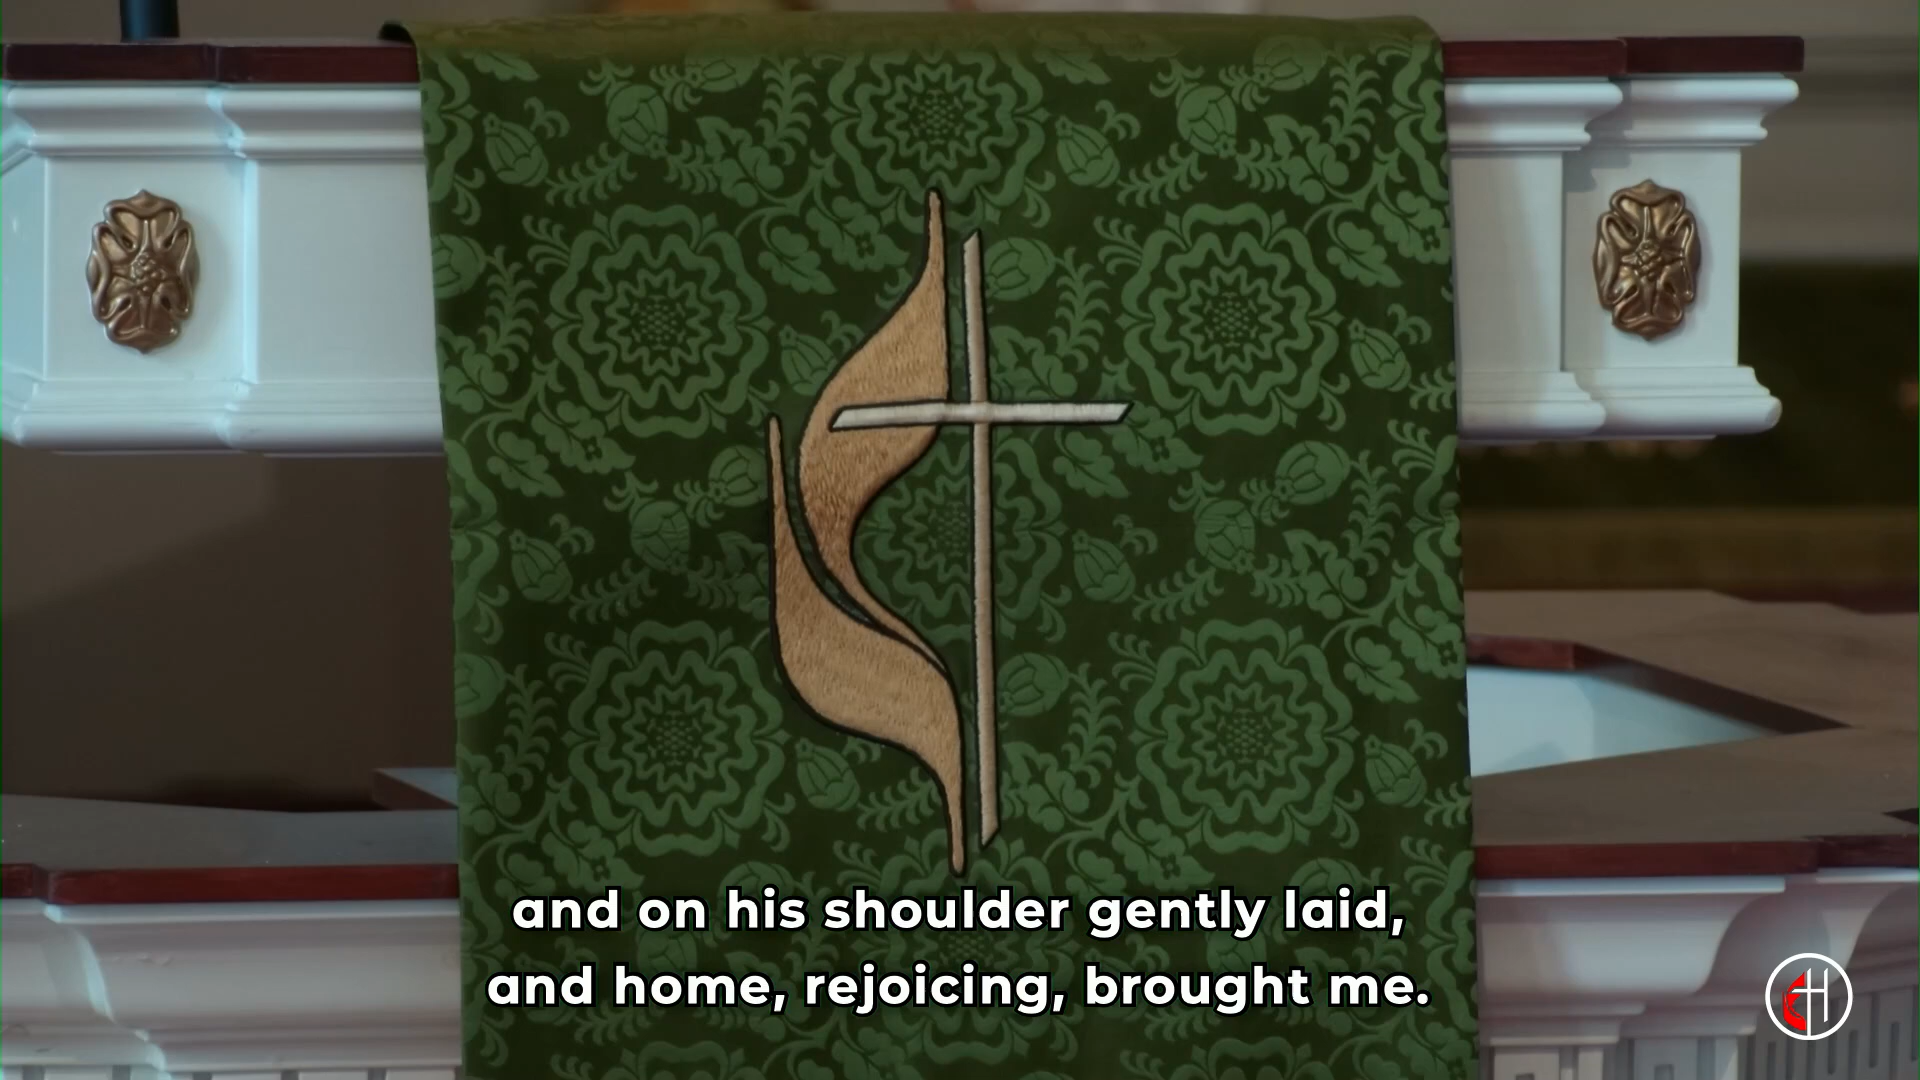 and on his shoulder gently laid,
and home, rejoicing, brought me.